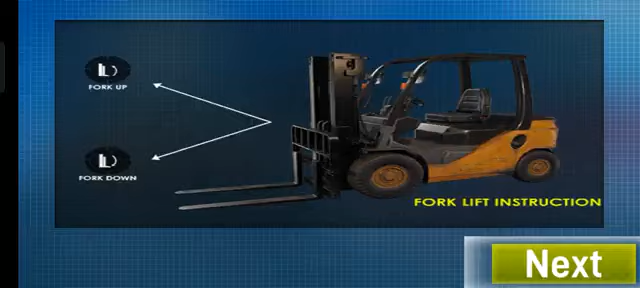 FORK UP
FORK DOWN
FORK LIFT INSTRUCTION
Next